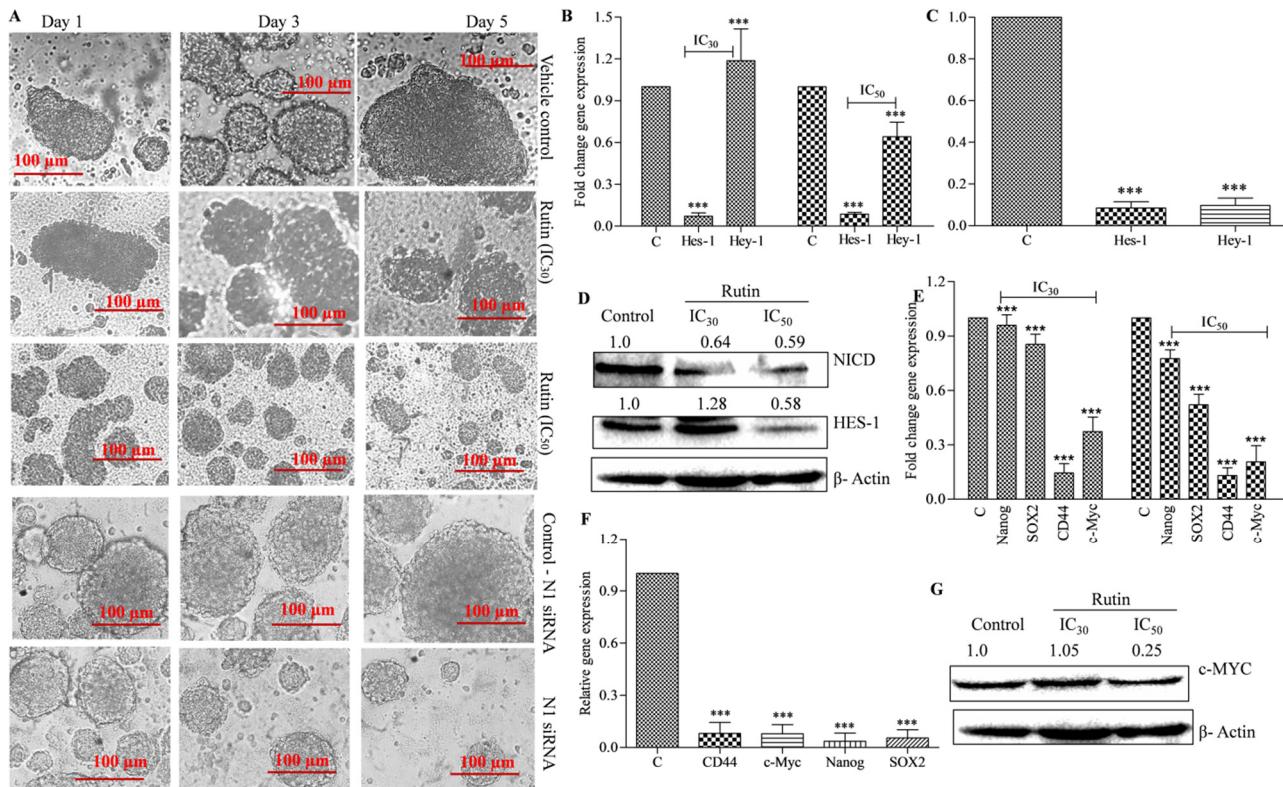 A
Day 1
Day 3
Day 5
100 µm
100 µm
100 µm
Vehicle control
100 µm
100 µm
100 µm
Rutin (IC30)
100 µm
100 µm
100 µm
Rutin (IC50)
100 µm
100 µm
100 µm
Control - N1 siRNA
100 µm
100 µm
100 µm
N1 siRNA
B
Fold change gene expression
1.50
1.2
0.9
0.6
0.3
0.0
***
IC30
***
***
IC50
***
C
Hes-1
Hey-1
C
Hes-1
Hey-1
C
1.0
0.8
0.6
0.4
0.2
0.0
***
***
C
Hes-1
Hey-1
D
Rutin
Control
IC30
IC50
1.0
0.64
0.59
NICD
1.0
1.28
0.58
HES-1
β- Actin
E
Fold change gene expression
1.2
0.9
0.6
0.3
0.0
IC30
***
***
***
***
IC50
***
***
***
***
C
Nanog
SOX2
CD44
c-Myc
C
Nanog
SOX2
CD44
c-Myc
F
Relative gene expression
1.2
0.9
0.6
0.3
0.0
***
***
***
***
C
CD44
c-Myc
Nanog
SOX2
G
Rutin
Control
IC30
IC50
1.0
1.05
0.25
c-MYC
β- Actin